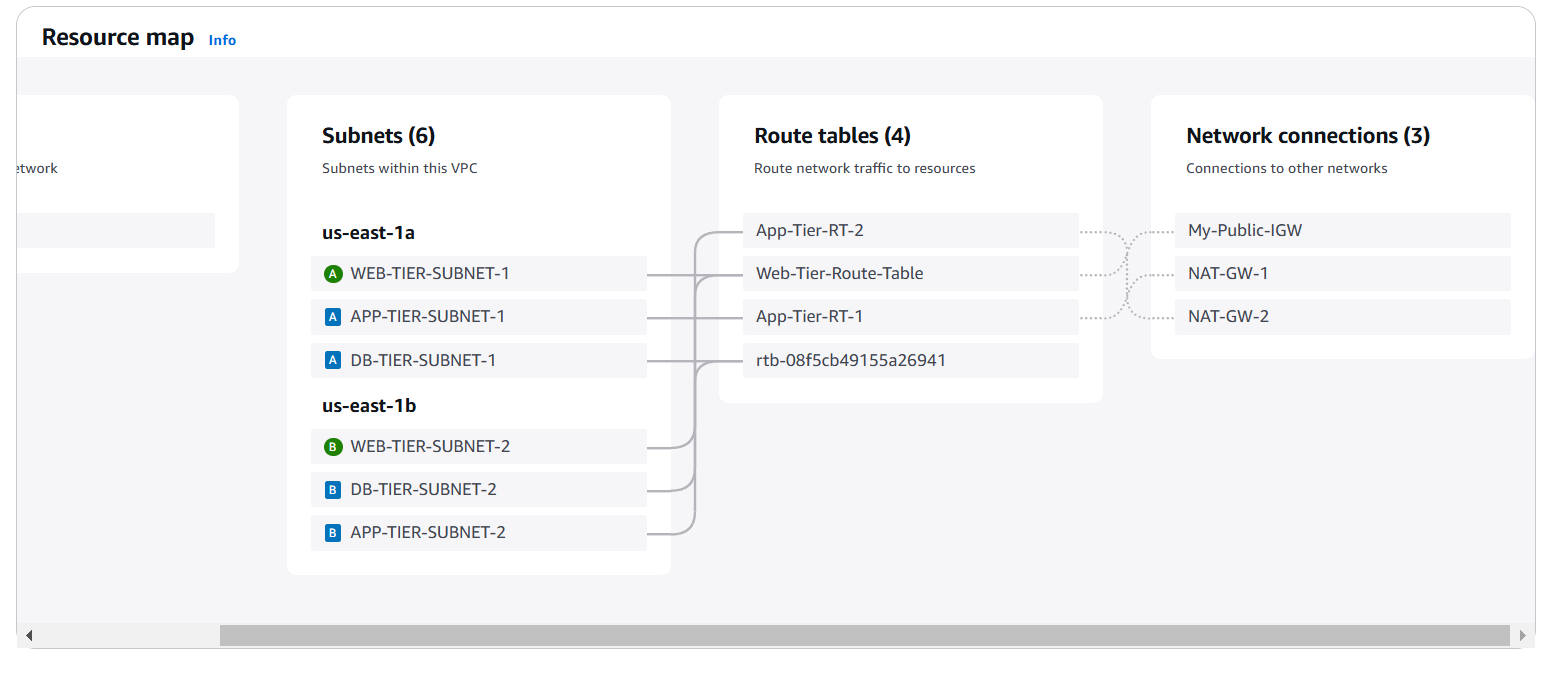 Resource map Info
etwork
Subnets (6)
Subnets within this VPC
us-east-1a
A WEB-TIER-SUBNET-1
A APP-TIER-SUBNET-1
A DB-TIER-SUBNET-1
us-east-1b
B WEB-TIER-SUBNET-2
B DB-TIER-SUBNET-2
B APP-TIER-SUBNET-2
Route tables (4)
Route network traffic to resources
App-Tier-RT-2
Web-Tier-Route-Table
App-Tier-RT-1
rtb-08f5cb49155a26941
Network connections (3)
Connections to other networks
My-Public-IGW
NAT-GW-1
NAT-GW-2